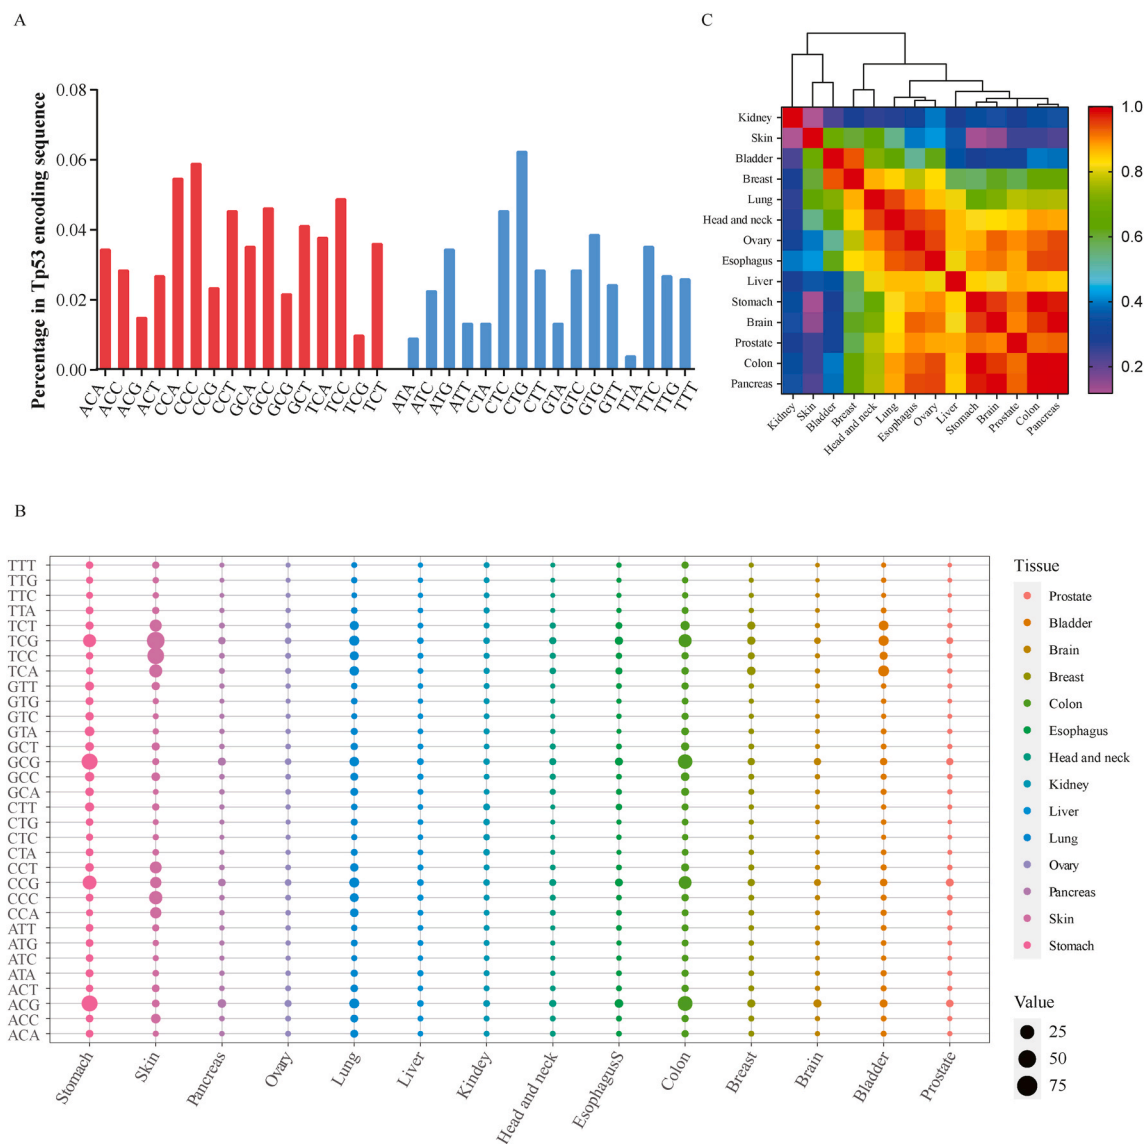 A
C
Percentage in Tp53 encoding sequence
0.08
0.06
0.04
0.02
0.00
ACA ACC ACG ACT CCA CCC CCG CCT GCA GCC GCG GCT TCA TCC TCG TCT ATA ATC ATG ATT CTA CTC CTG CTT GTA GTC GTG GTT TTA TTC TTG TTT
Kidney
Skin
Bladder
Breast
Lung
Head and neck
Ovary
Esophagus
Liver
Stomach
Brain
Prostate
Colon
Pancreas
Kidney Skin Bladder Breast Head and neck Lung Esophagus Ovary Liver Stomach Brain Prostate Colon Pancreas
1.0
0.8
0.6
0.4
0.2
B
TTT
TTG
TTC
TTA
TCT
TCG
TCC
TCA
GTT
GTG
GTC
GTA
GCT
GCG
GCC
GCA
CTT
CTG
CTC
CTA
CCT
CCG
CCC
CCA
ATT
ATG
ATC
ATA
ACT
ACG
ACC
ACA
Stomach Skin Pancreas Ovary Lung Liver Kindey Head and neck EsophagusS Colon Breast Brain Bladder Prostate
Tissue
Prostate
Bladder
Brain
Breast
Colon
Esophagus
Head and neck
Kidney
Liver
Lung
Ovary
Pancreas
Skin
Stomach
Value
25
50
75